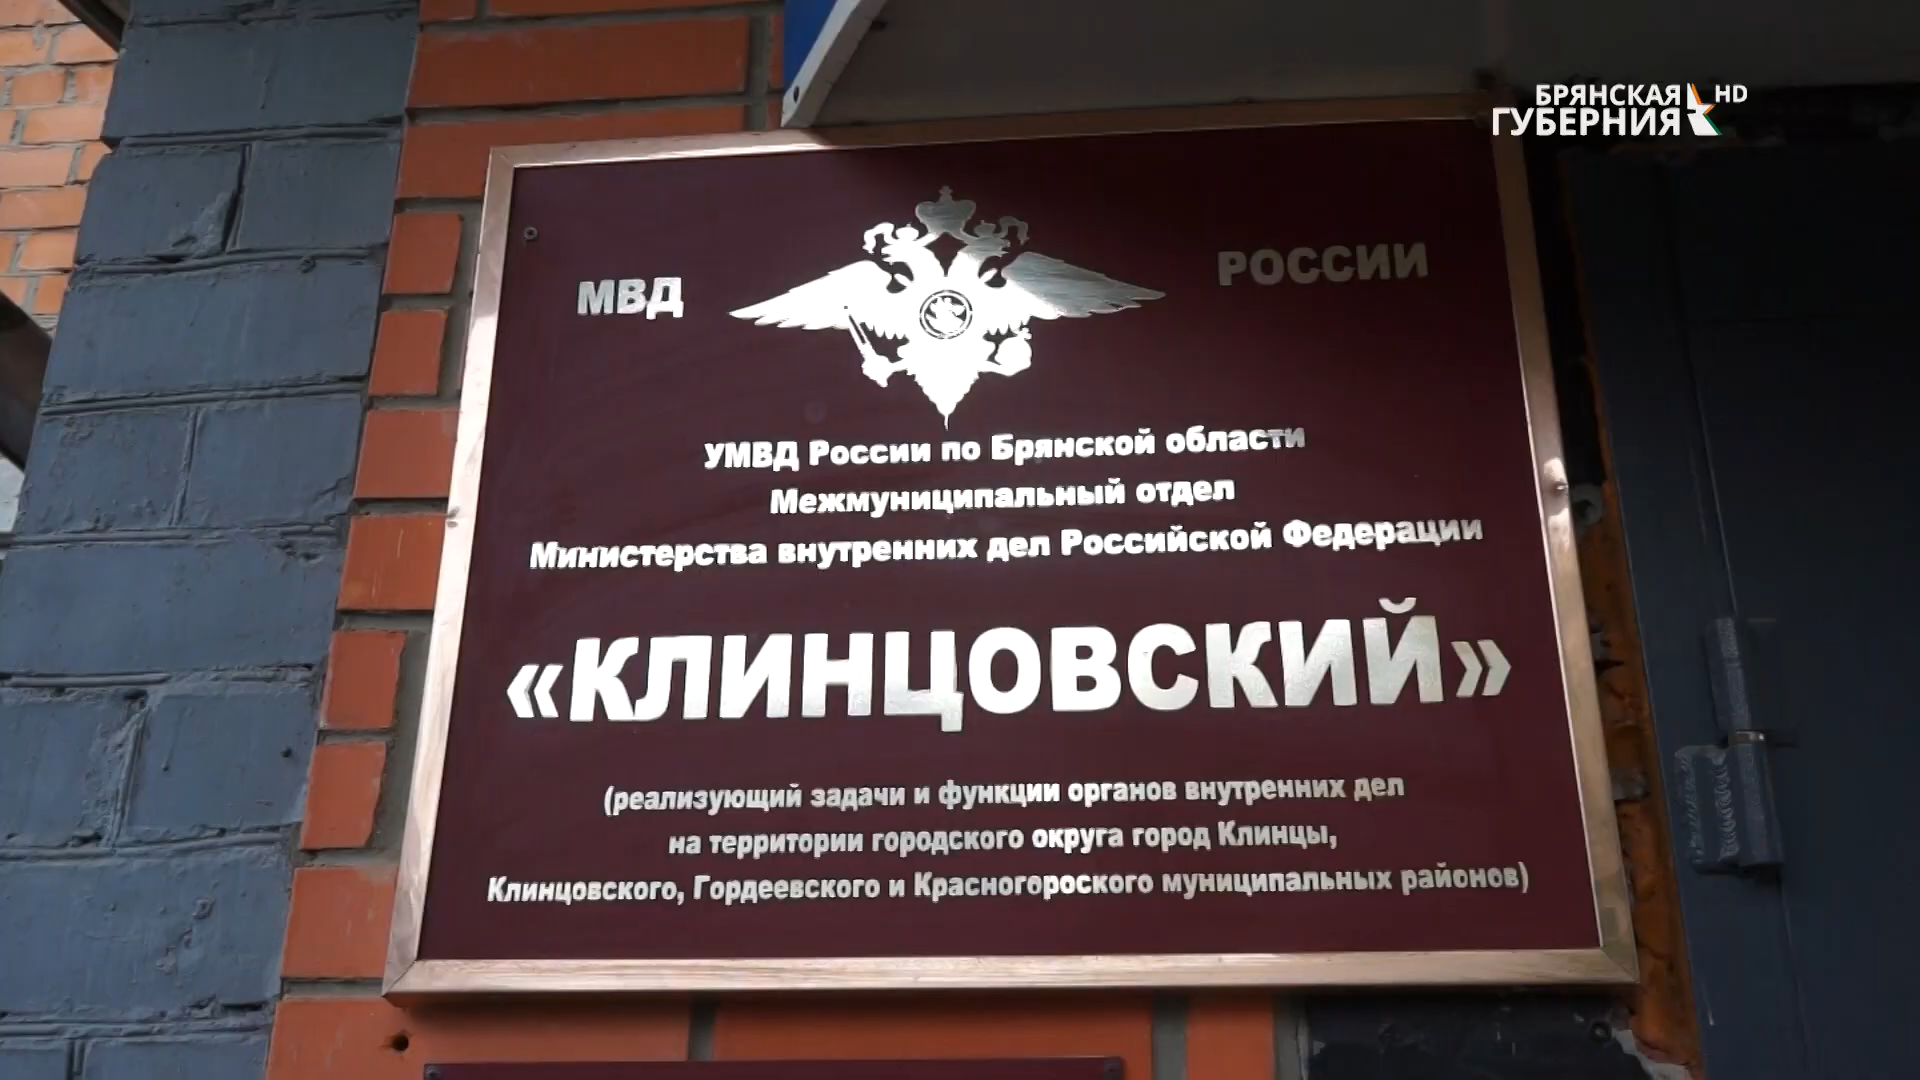 БРЯНСКАЯ HD
ГУБЕРНИЯ
МВД РОССИИ
УМВД России по Брянской области
Межмуниципальный отдел
Министерства внутренних дел Российской Федерации
«КЛИНЦОВСКИЙ»
(реализующий задачи и функции органов внутренних дел
на территории городского округа город Клинцы,
Клинцовского, Гордеевского и Красногороского муниципальных районов)